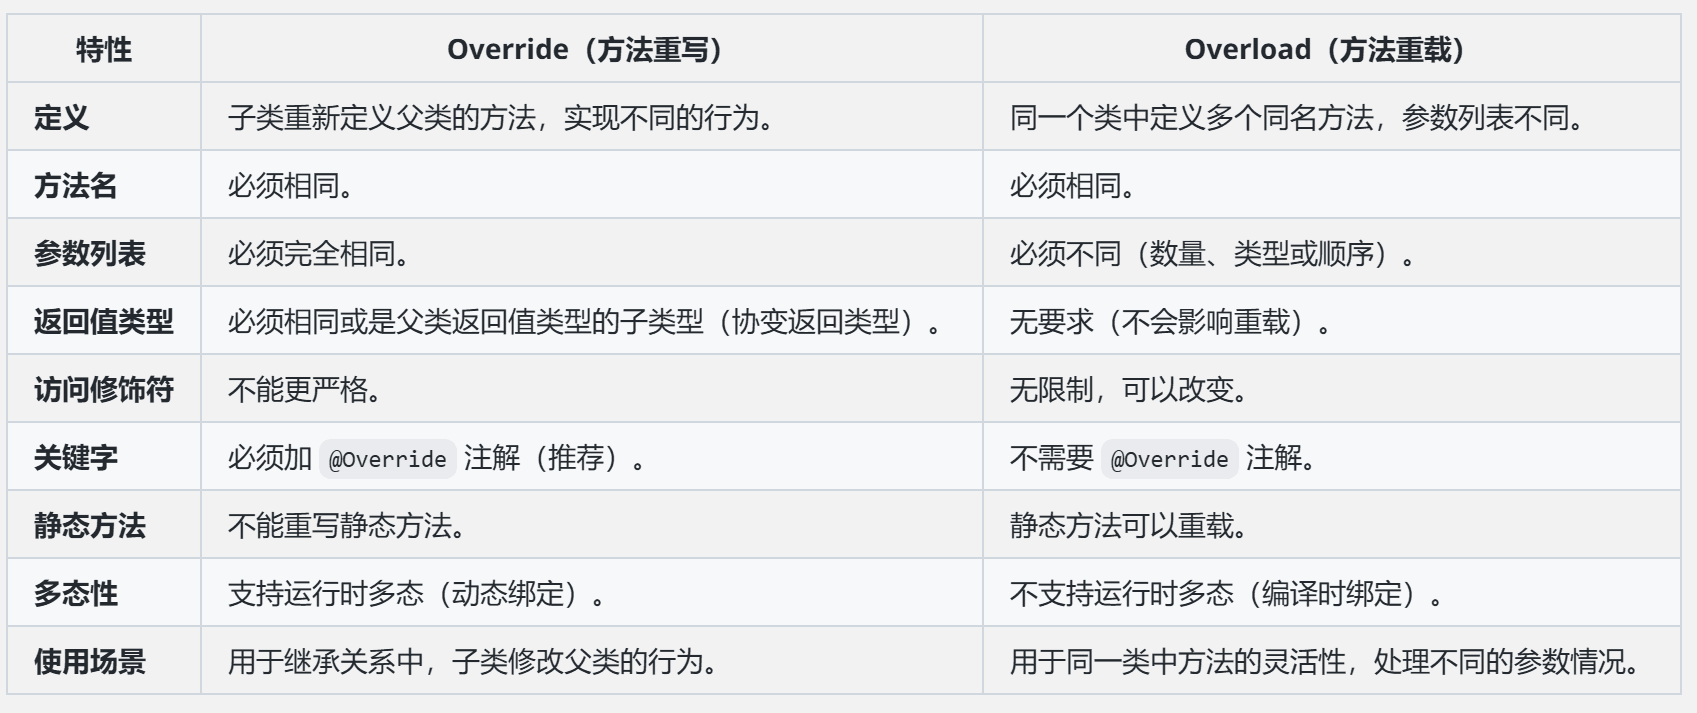 特性 Override（方法重写） Overload（方法重载）
定义 子类重新定义父类的方法，实现不同的行为。 同一个类中定义多个同名方法，参数列表不同。
方法名 必须相同。 必须相同。
参数列表 必须完全相同。 必须不同（数量、类型或顺序）。
返回值类型 必须相同或是父类返回值类型的子类型（协变返回类型）。 无要求（不会影响重载）。
访问修饰符 不能更严格。 无限制，可以改变。
关键字 必须加 @Override 注解（推荐）。 不需要 @Override 注解。
静态方法 不能重写静态方法。 静态方法可以重载。
多态性 支持运行时多态（动态绑定）。 不支持运行时多态（编译时绑定）。
使用场景 用于继承关系中，子类修改父类的行为。 用于同一类中方法的灵活性，处理不同的参数情况。